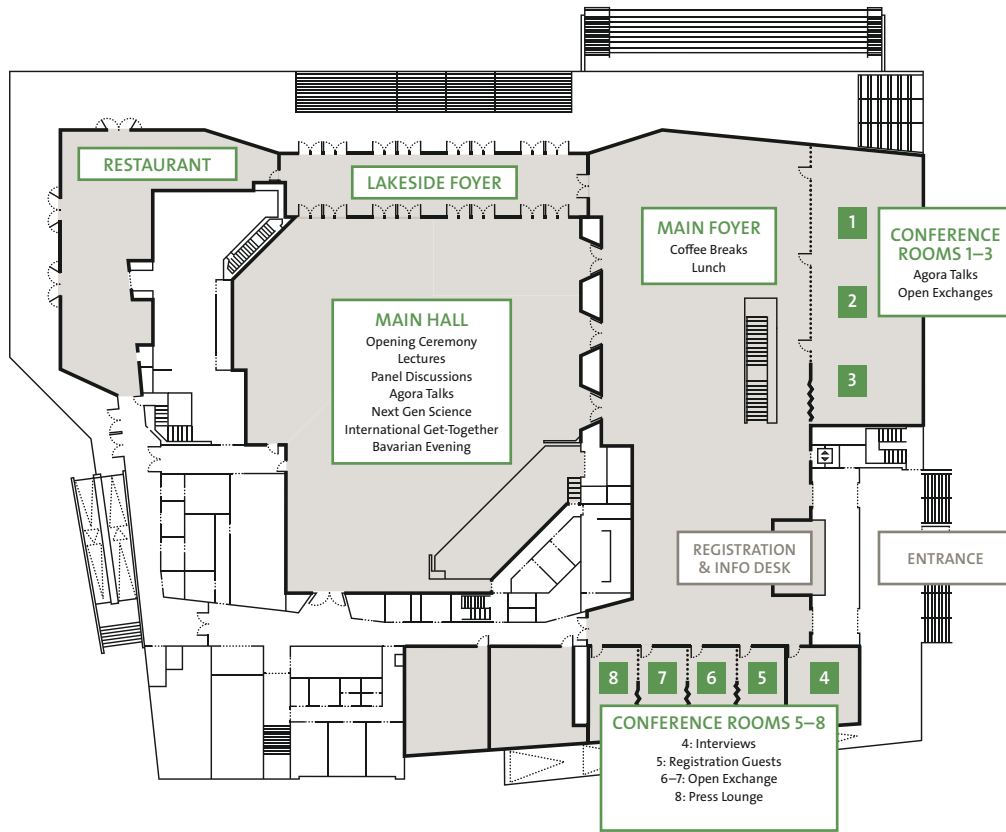 RESTAURANT
LAKESIDE FOYER
MAIN FOYER
Coffee Breaks
Lunch
1
2
3
CONFERENCE
ROOMS 1–3
Agora Talks
Open Exchanges
MAIN HALL
Opening Ceremony
Lectures
Panel Discussions
Agora Talks
Next Gen Science
International Get-Together
Bavarian Evening
REGISTRATION
& INFO DESK
ENTRANCE
8 7 6 5 4
CONFERENCE ROOMS 5–8
4: Interviews
5: Registration Guests
6–7: Open Exchange
8: Press Lounge